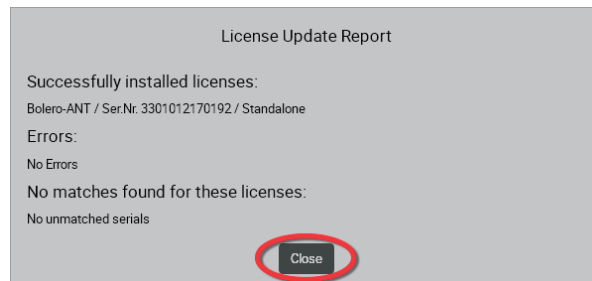 License Update Report
Successfully installed licenses:
Bolero-ANT / Ser.Nr. 3301012170192 / Standalone
Errors:
No Errors
No matches found for these licenses:
No unmatched serials
Close